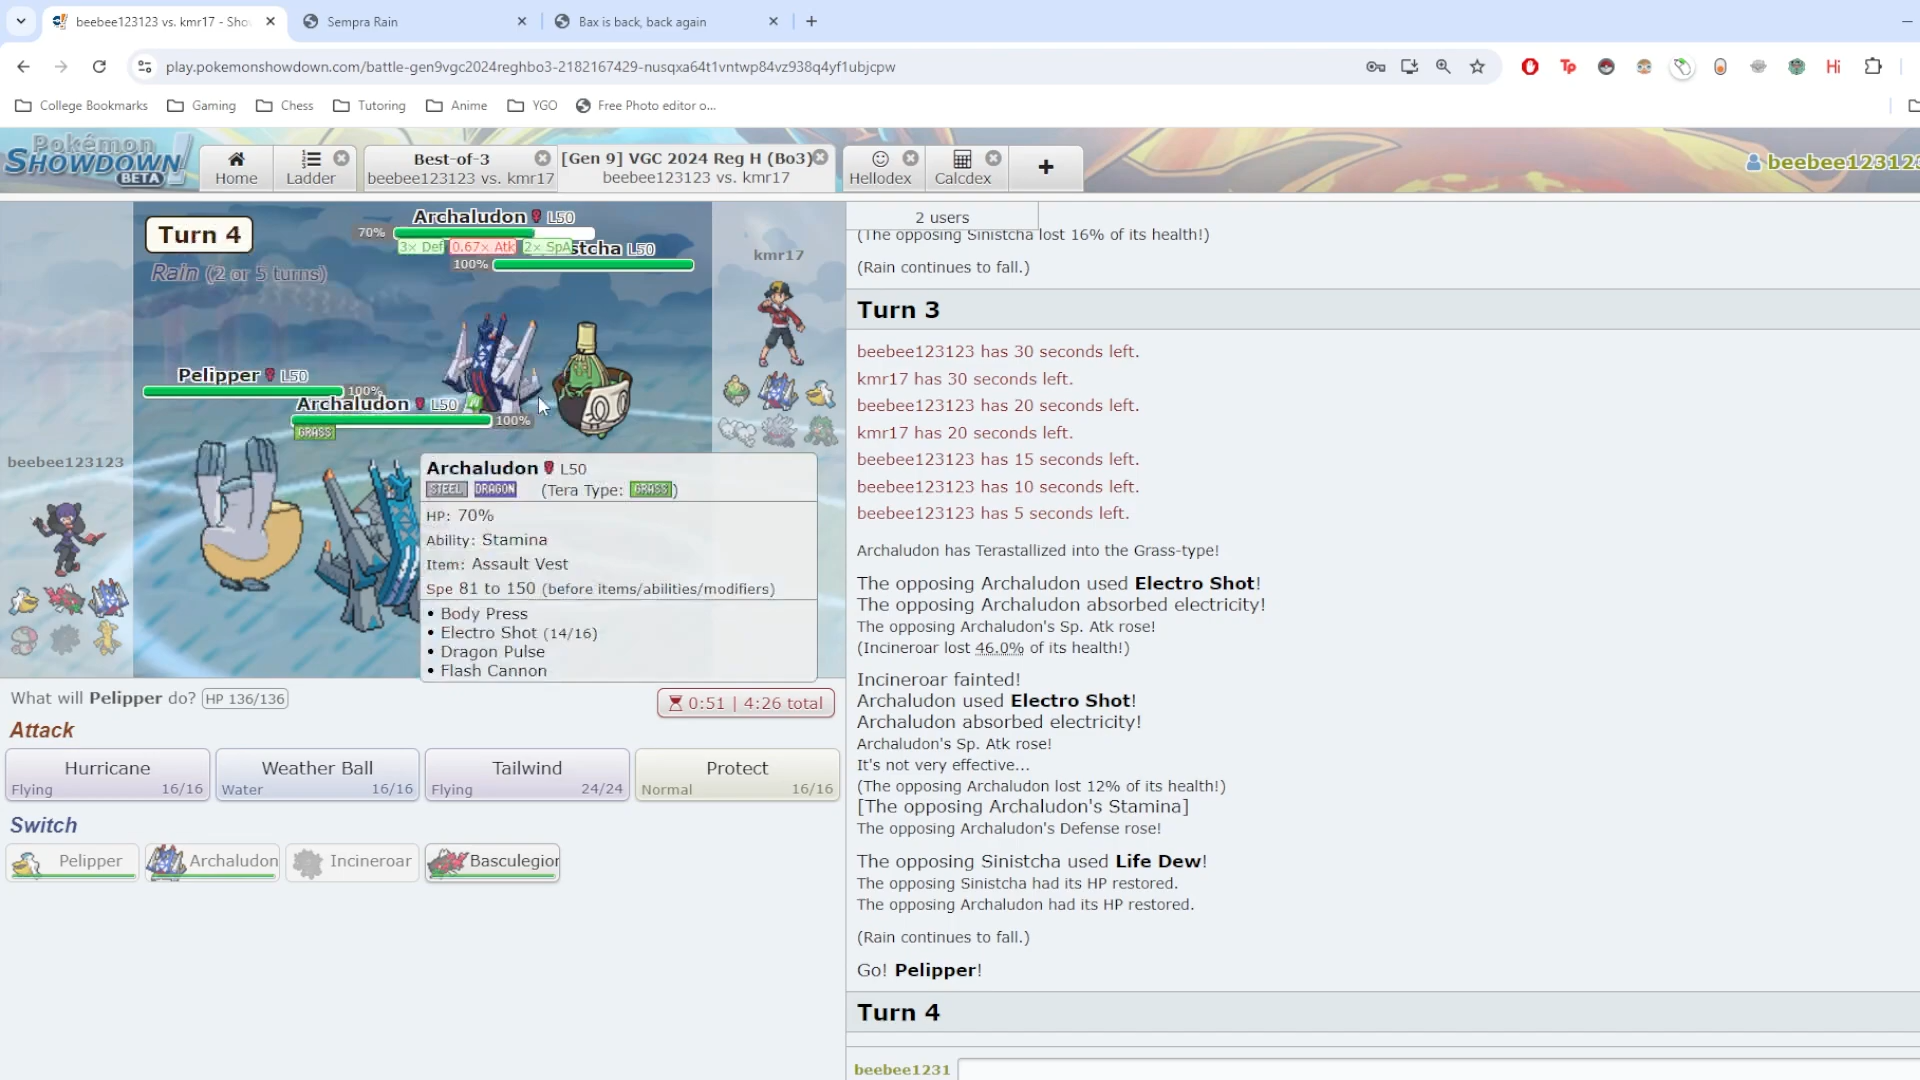 beebee123123 vs. kmr17 - Sho
Sempra Rain
Bax is back, back again
play.pokemonshowdown.com/battle-gen9vgc2024reghbo3-2182167429-nusqxa64t1vntwp84vz938q4yf1ubjcpw
Tp
Hi
College Bookmarks
Gaming
Chess
Tutoring
Anime
YGO
Free Photo editor o...
Pokémon
SHOWDOWN!
BETA
Home
Ladder
Best-of-3
beebee123123 vs. kmr17
[Gen 9] VGC 2024 Reg H (Bo3)
beebee123123 vs. kmr17
Hellodex
Calcdex
beebee123123
Turn 4
Rain (2 or 5 turns)
Archaludon L50
70%
3× Def 0.67× Atk 2× SpA
stcha L50
100%
kmr17
Pelipper L50
100%
Archaludon L50
100%
GRASS
beebee123123
Archaludon L50
STEEL DRAGON (Tera Type: GRASS)
HP: 70%
Ability: Stamina
Item: Assault Vest
Spe 81 to 150 (before items/abilities/modifiers)
• Body Press
• Electro Shot (14/16)
• Dragon Pulse
• Flash Cannon
What will Pelipper do? HP 136/136
0:51 | 4:26 total
Attack
Hurricane
Flying 16/16
Weather Ball
Water 16/16
Tailwind
Flying 24/24
Protect
Normal 16/16
Switch
Pelipper
Archaludon
Incineroar
Basculegion
2 users
(The opposing Sinistcha lost 16% of its health!)
(Rain continues to fall.)
Turn 3
beebee123123 has 30 seconds left.
kmr17 has 30 seconds left.
beebee123123 has 20 seconds left.
kmr17 has 20 seconds left.
beebee123123 has 15 seconds left.
beebee123123 has 10 seconds left.
beebee123123 has 5 seconds left.
Archaludon has Terastallized into the Grass-type!
The opposing Archaludon used Electro Shot!
The opposing Archaludon absorbed electricity!
The opposing Archaludon's Sp. Atk rose!
(Incineroar lost 46.0% of its health!)
Incineroar fainted!
Archaludon used Electro Shot!
Archaludon absorbed electricity!
Archaludon's Sp. Atk rose!
It's not very effective...
(The opposing Archaludon lost 12% of its health!)
[The opposing Archaludon's Stamina]
The opposing Archaludon's Defense rose!
The opposing Sinistcha used Life Dew!
The opposing Sinistcha had its HP restored.
The opposing Archaludon had its HP restored.
(Rain continues to fall.)
Go! Pelipper!
Turn 4
beebee1231